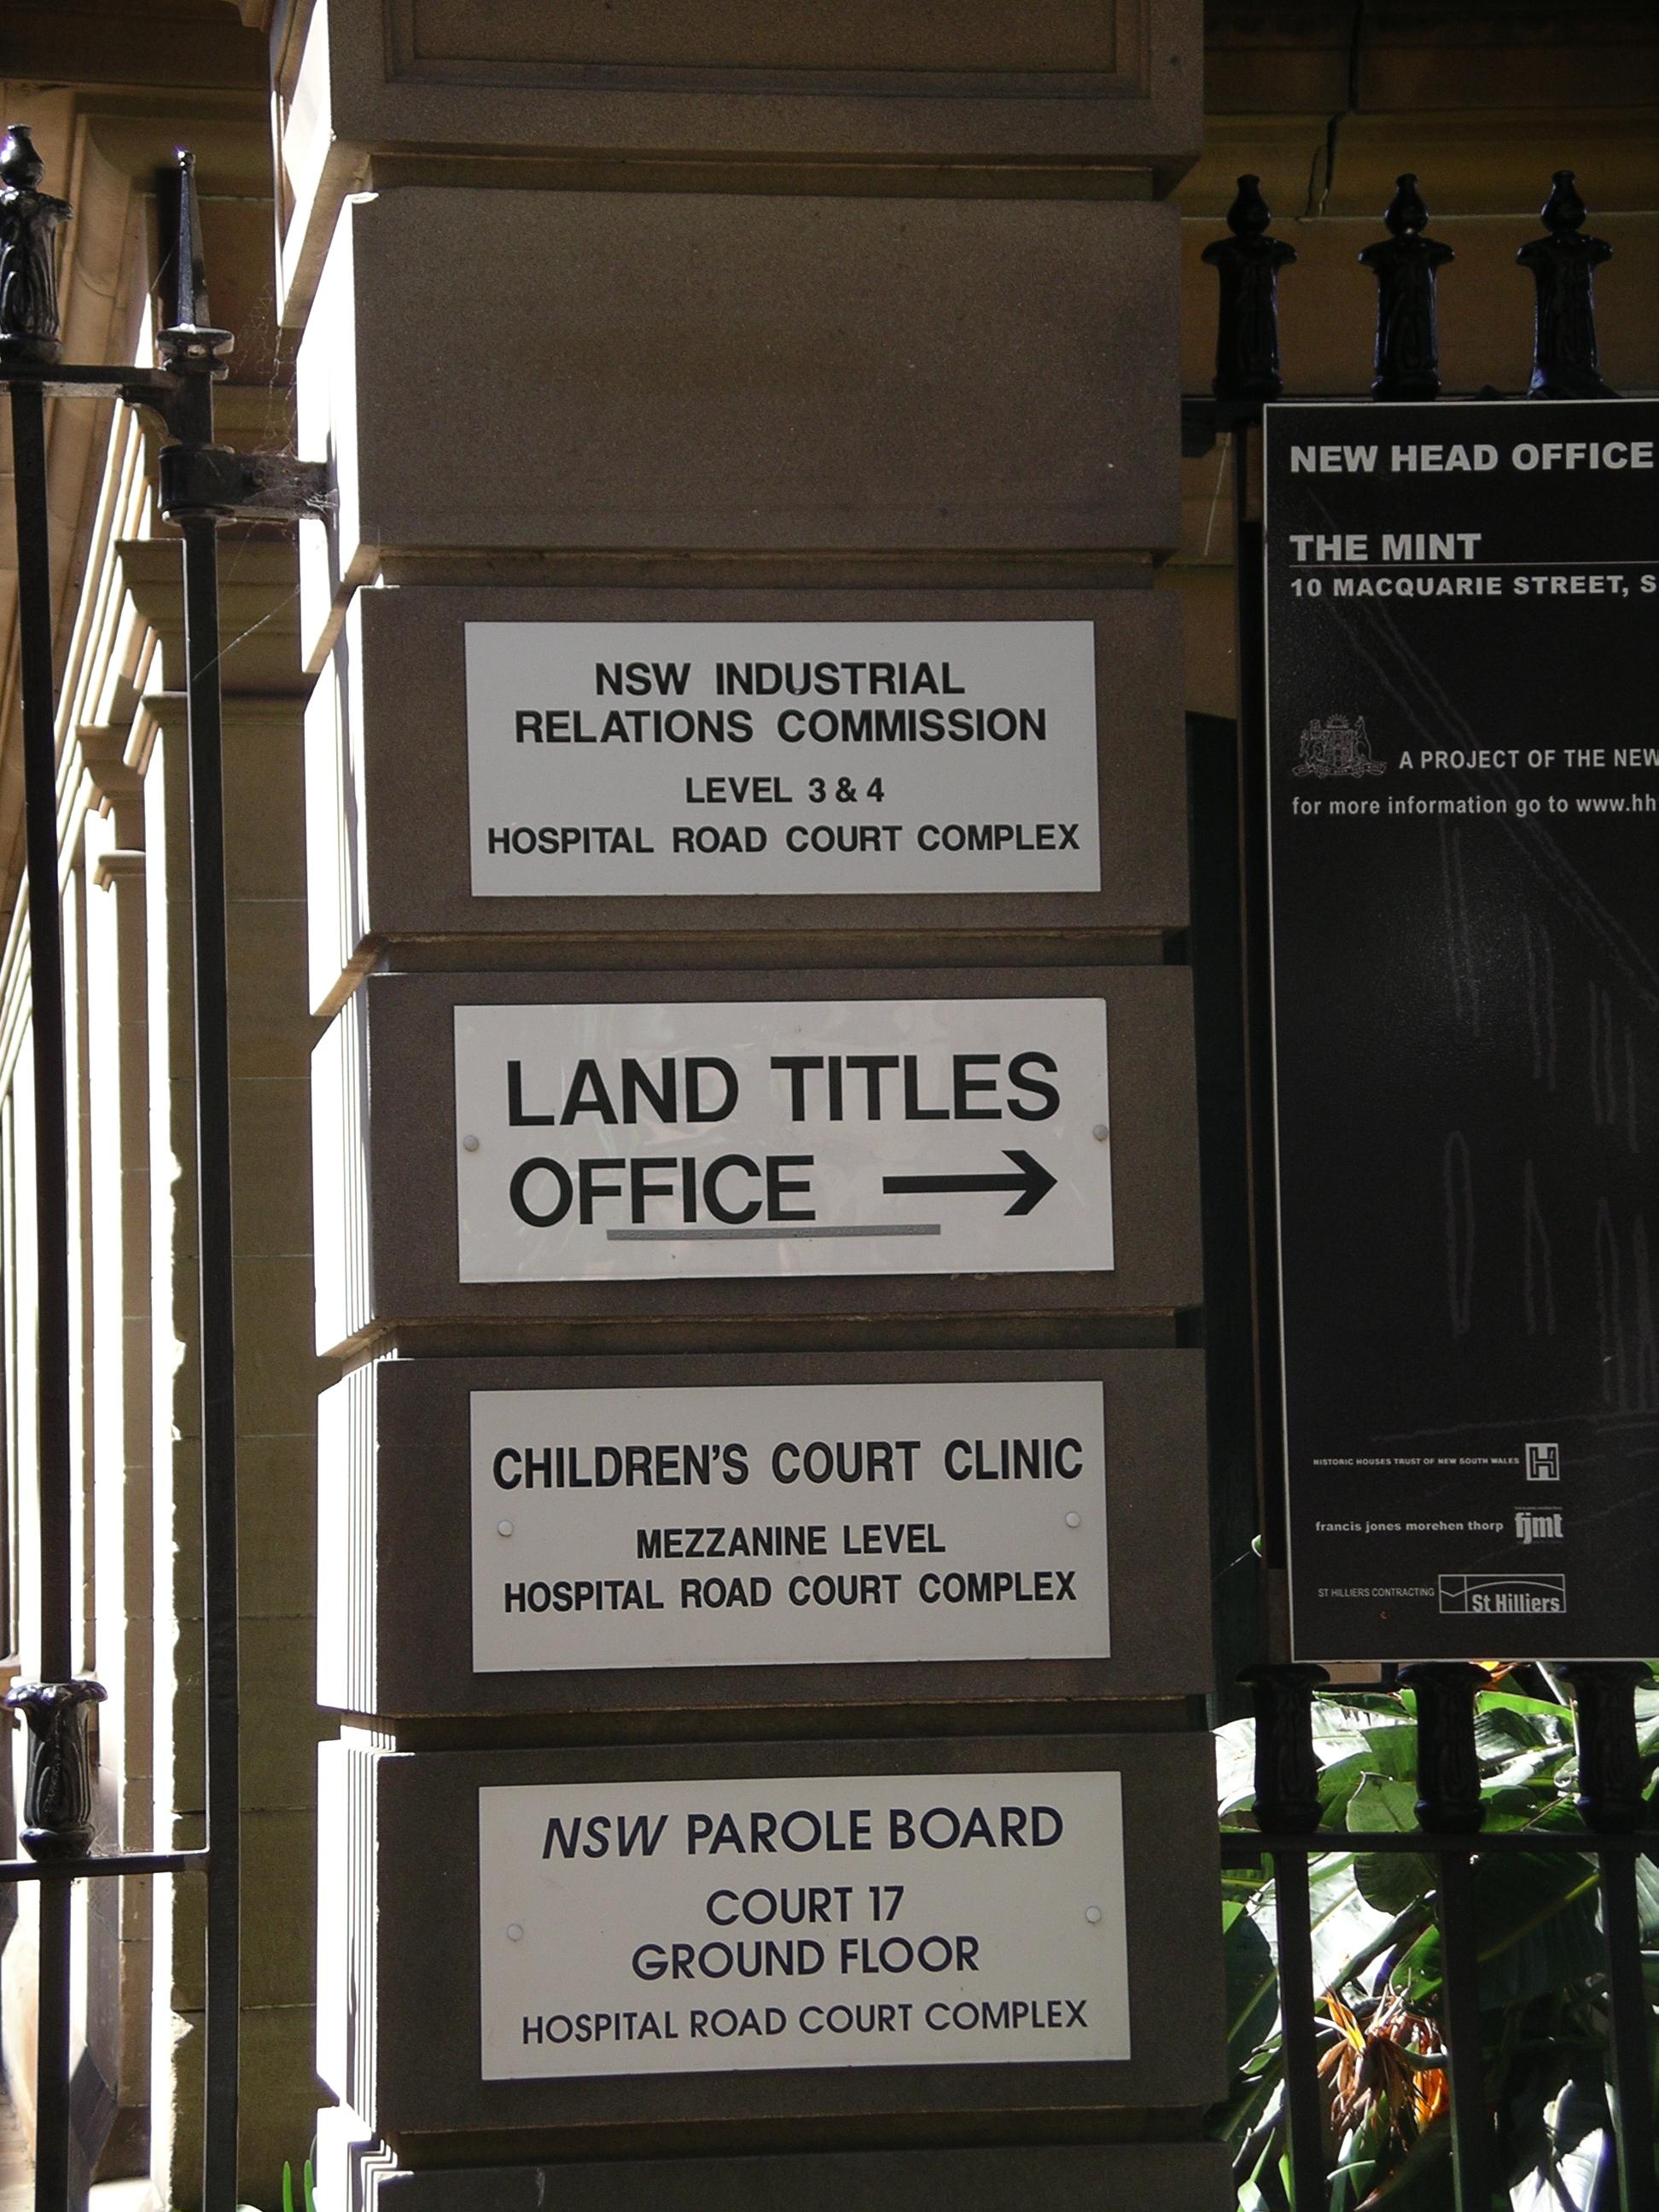 NSW INDUSTRIAL
RELATIONS COMMISSION
LEVEL 3 & 4
HOSPITAL ROAD COURT COMPLEX
LAND TITLES
OFFICE →
CHILDREN'S COURT CLINIC
MEZZANINE LEVEL
HOSPITAL ROAD COURT COMPLEX
NSW PAROLE BOARD
COURT 17
GROUND FLOOR
HOSPITAL ROAD COURT COMPLEX
NEW HEAD OFFICE
THE MINT
10 MACQUARIE STREET, S
A PROJECT OF THE NEW
for more information go to www.hh
HISTORIC HOUSES TRUST OF NEW SOUTH WALES H
francis jones morehen thorp fjmt
ST HILLIERS CONTRACTING St Hilliers